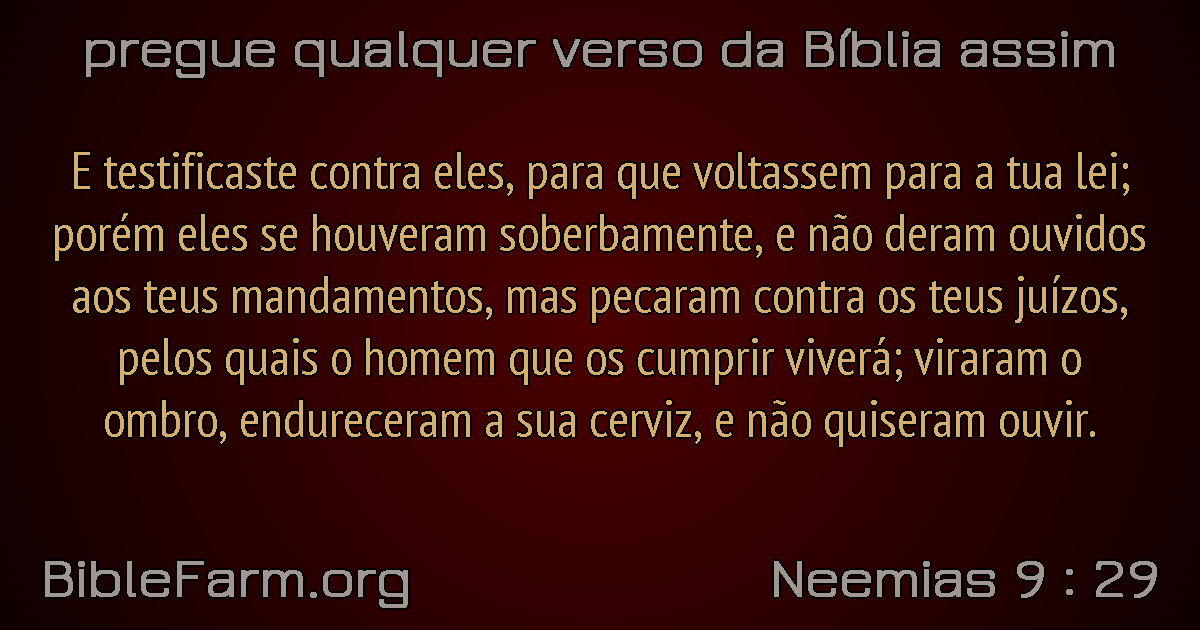 pregue qualquer verso da Bíblia assim
E testificaste contra eles, para que voltassem para a tua lei;
porém eles se houveram soberbamente, e não deram ouvidos
aos teus mandamentos, mas pecaram contra os teus juízos,
pelos quais o homem que os cumprir viverá; viraram o
ombro, endureceram a sua cerviz, e não quiseram ouvir.
BibleFarm.org
Neemias 9 : 29